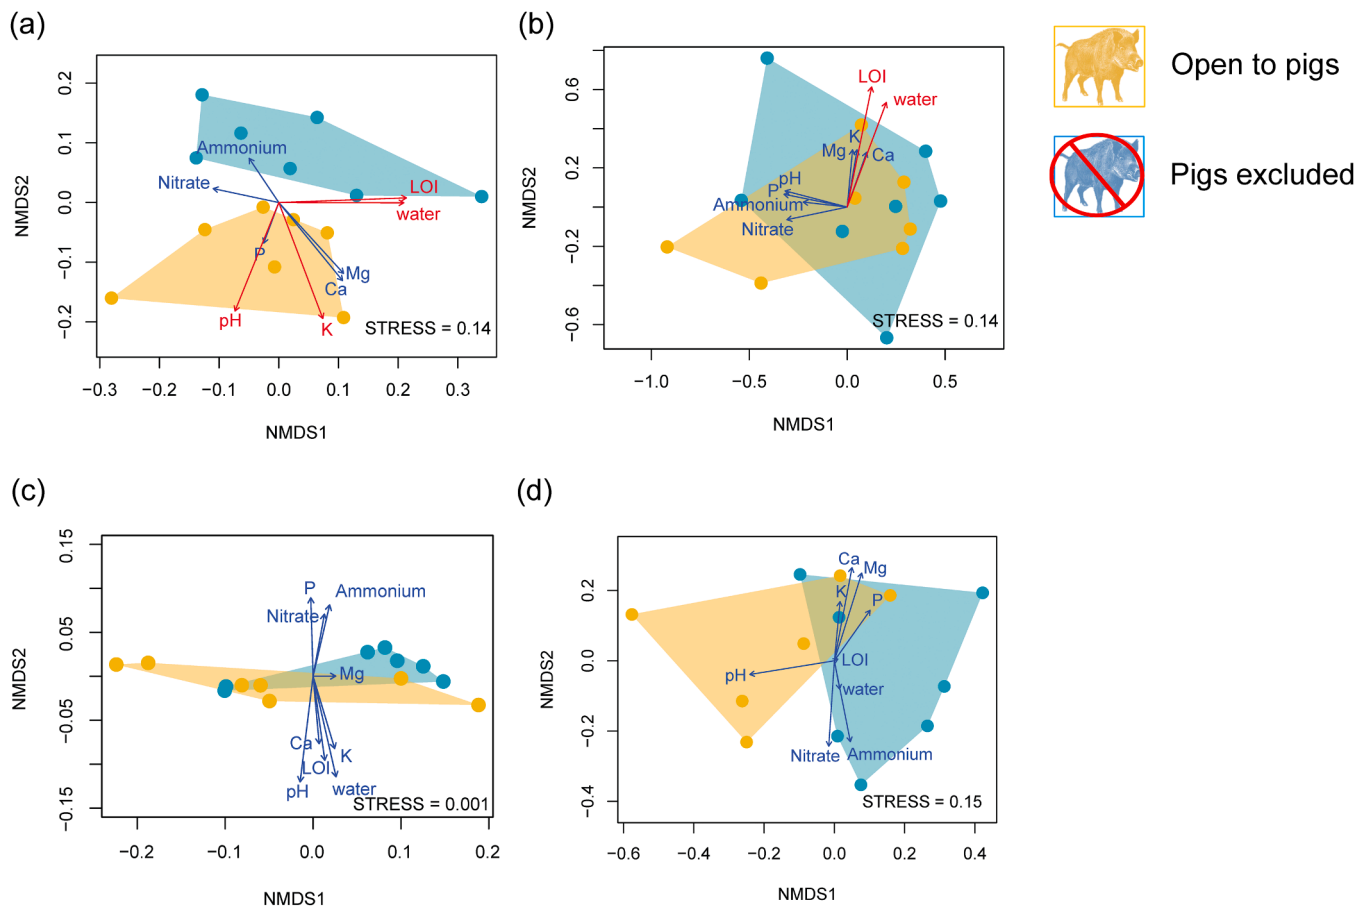 (a)
0.2
0.1
0.0
−0.1
−0.2
NMDS2
Ammonium
Nitrate
LOI
water
P
Mg
Ca
pH
K
STRESS = 0.14
−0.3
−0.2
−0.1
0.0
0.1
0.2
0.3
NMDS1
(b)
0.6
0.2
−0.2
−0.6
NMDS2
LOI
water
K
Mg
Ca
pH
P
Ammonium
Nitrate
STRESS = 0.14
−1.0
−0.5
0.0
0.5
NMDS1
Open to pigs
Pigs excluded
(c)
0.15
0.05
−0.05
−0.15
NMDS2
P
Ammonium
Nitrate
Mg
Ca
K
LOI
pH
water
STRESS = 0.001
−0.2
−0.1
0.0
0.1
0.2
NMDS1
(d)
0.2
0.0
−0.2
−0.4
NMDS2
Ca
Mg
K
P
LOI
pH
water
Nitrate
Ammonium
STRESS = 0.15
−0.6
−0.4
−0.2
0.0
0.2
0.4
NMDS1